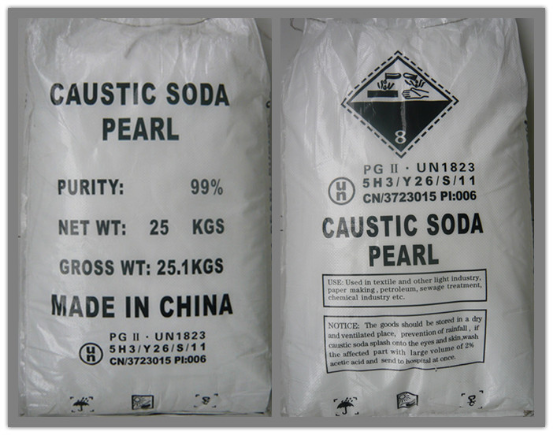 CAUSTIC SODA
PEARL
PURITY: 99%
NET WT: 25 KGS
GROSS WT: 25.1KGS
MADE IN CHINA
PG II · UN1823
un
5H3/Y26/S/11
CN/3723015 PI:006
8
PG II · UN1823
un
5H3/Y26/S/11
CN/3723015 PI:006
CAUSTIC SODA
PEARL
USE: Used in textile and other light industry,
paper making, petroleum, sewage treatment,
chemical industry etc.
NOTICE: The goods should be stored in a dry
and ventilated place, prevention of rainfall, if
caustic soda splash onto the eyes and skin,wash
the affected part with large volume of 2%
acetic acid and send to hospital at once.